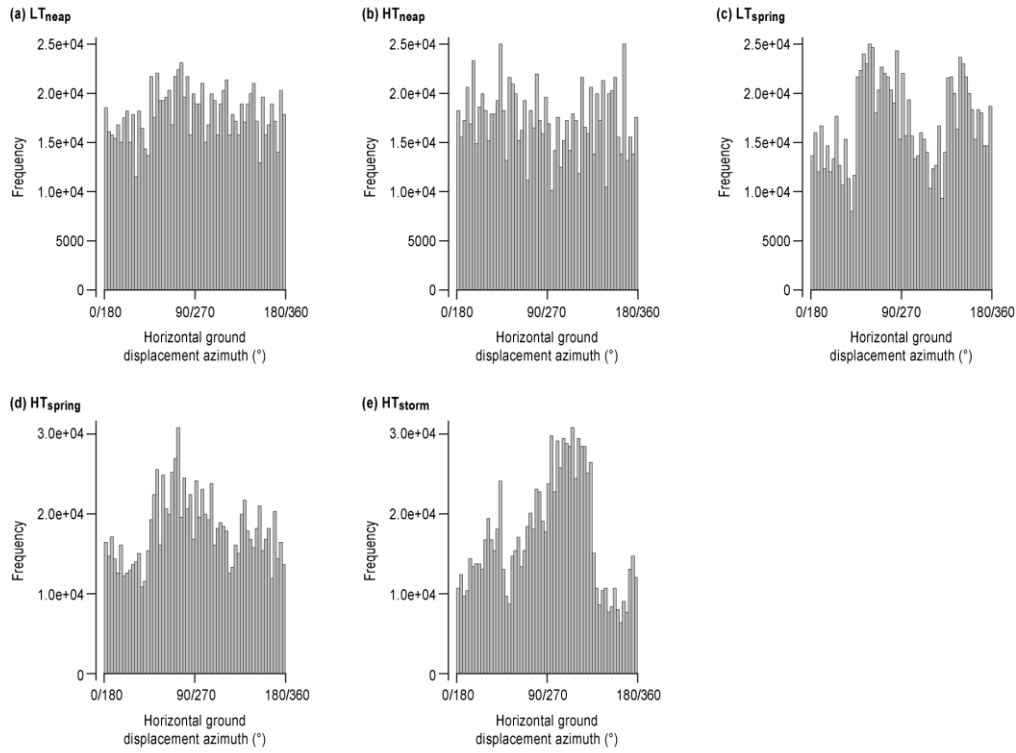 (a) LTneap
2.5e+04
2.0e+04
1.5e+04
1.0e+04
5000
0
Frequency
0/180 90/270 180/360
Horizontal ground
displacement azimuth (°)
(b) HTneap
2.5e+04
2.0e+04
1.5e+04
1.0e+04
5000
0
Frequency
0/180 90/270 180/360
Horizontal ground
displacement azimuth (°)
(c) LTspring
2.5e+04
2.0e+04
1.5e+04
1.0e+04
5000
0
Frequency
0/180 90/270 180/360
Horizontal ground
displacement azimuth (°)
(d) HTspring
3.0e+04
2.0e+04
1.0e+04
0
Frequency
0/180 90/270 180/360
Horizontal ground
displacement azimuth (°)
(e) HTstorm
3.0e+04
2.0e+04
1.0e+04
0
Frequency
0/180 90/270 180/360
Horizontal ground
displacement azimuth (°)